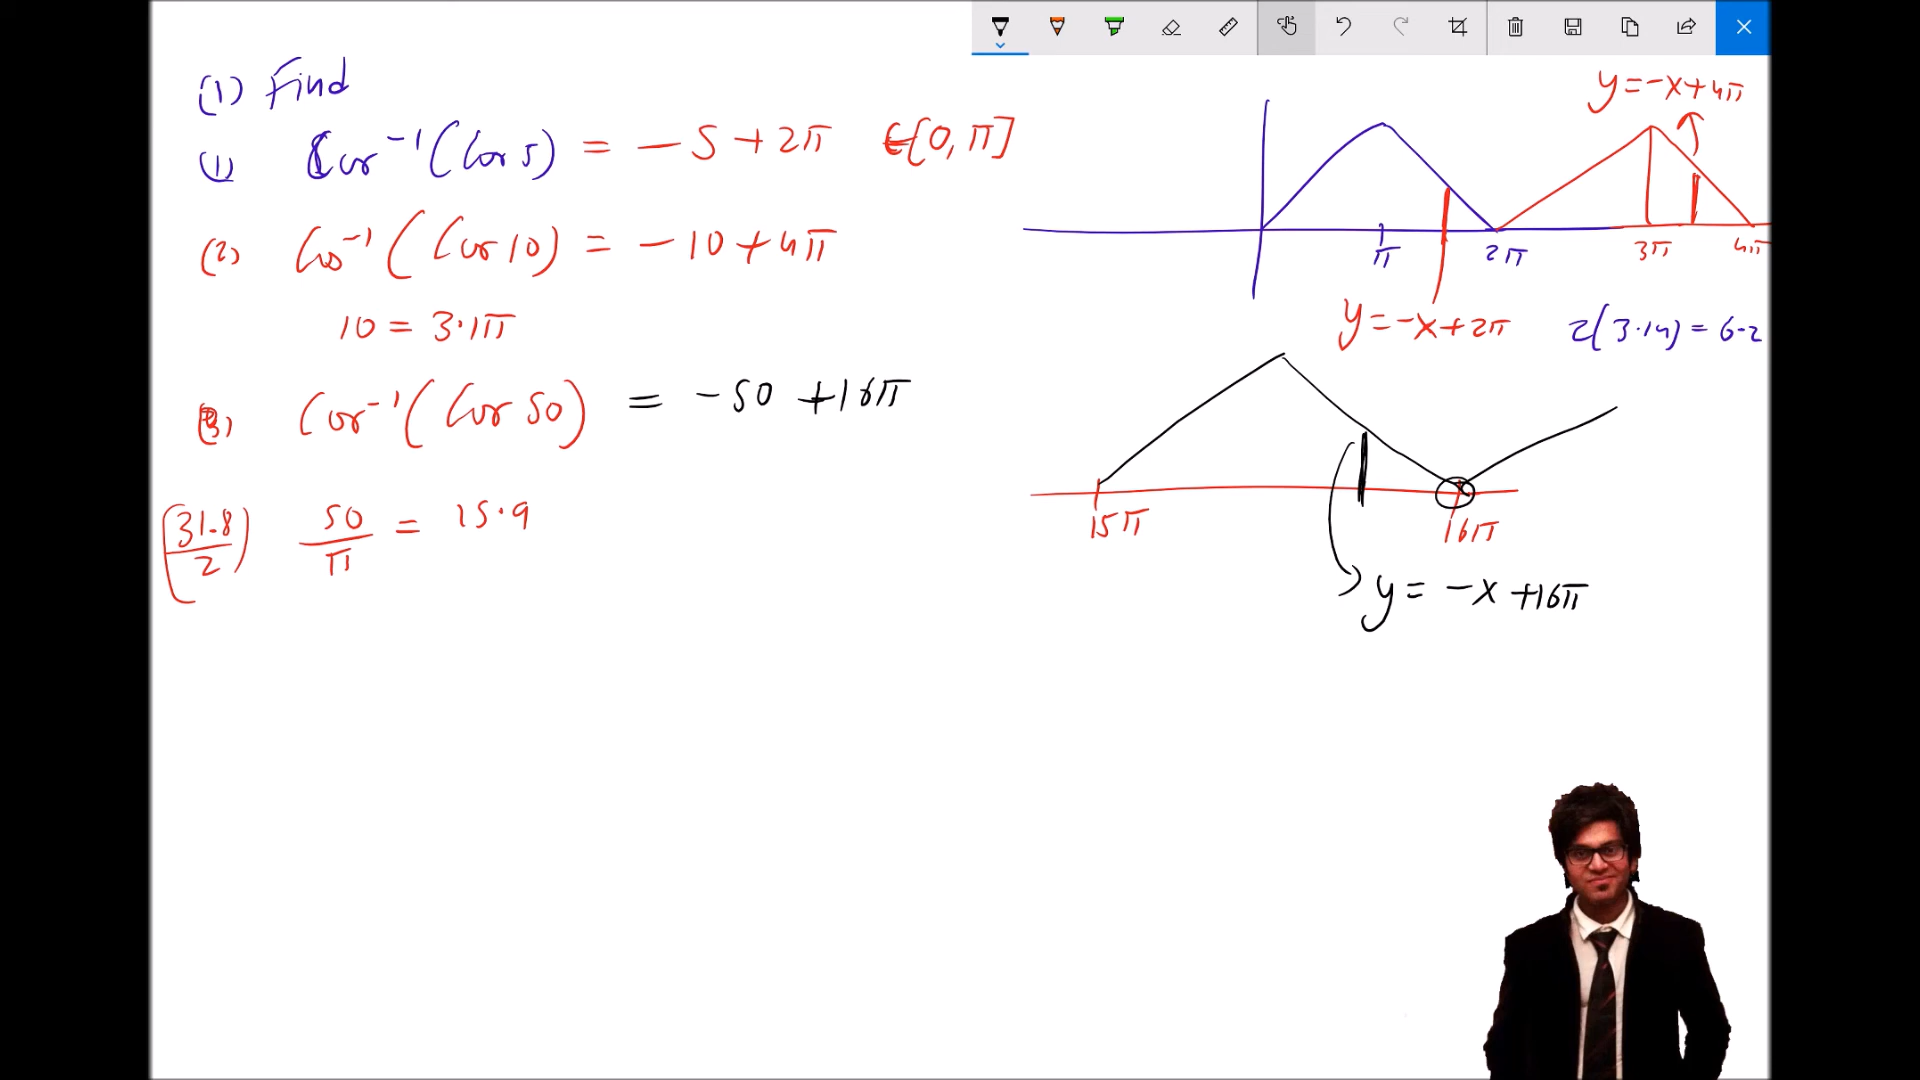 (1) Find
(1) Cos⁻¹(Cos 5) = - 5 + 2π ∈[0, π]
(2) Cos⁻¹(Cos 10) = - 10 + 4π
10 = 3.1π
(3) Cos⁻¹(Cos 50) = - 50 + 16π
(31.8/2) 50/π = 15.9
y = -x + 4π
π 2π 3π 4π
y = -x + 2π 2(3.14) = 6.2
15π 16π
y = -x + 16π